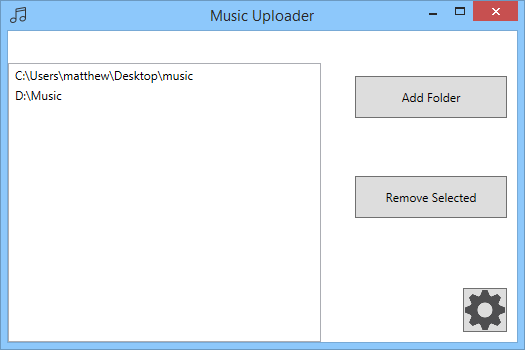 Music Uploader
C:\Users\matthew\Desktop\music
D:\Music
Add Folder
Remove Selected